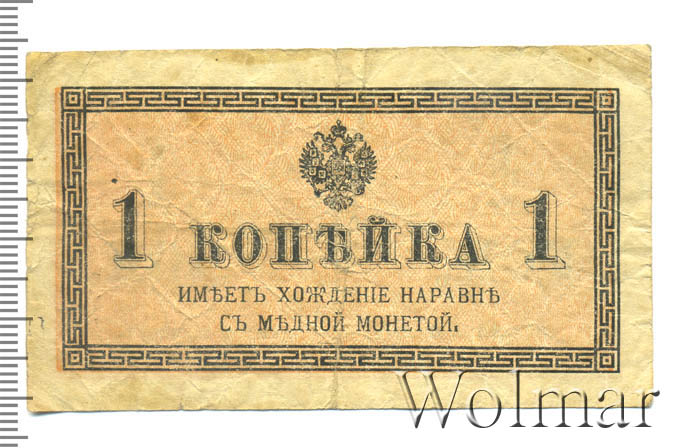 1 КОПѢЙКА 1
ИМѢЕТЪ ХОЖДЕНІЕ НАРАВНѢ
СЪ МѢДНОЙ МОНЕТОЙ.
Wolmar